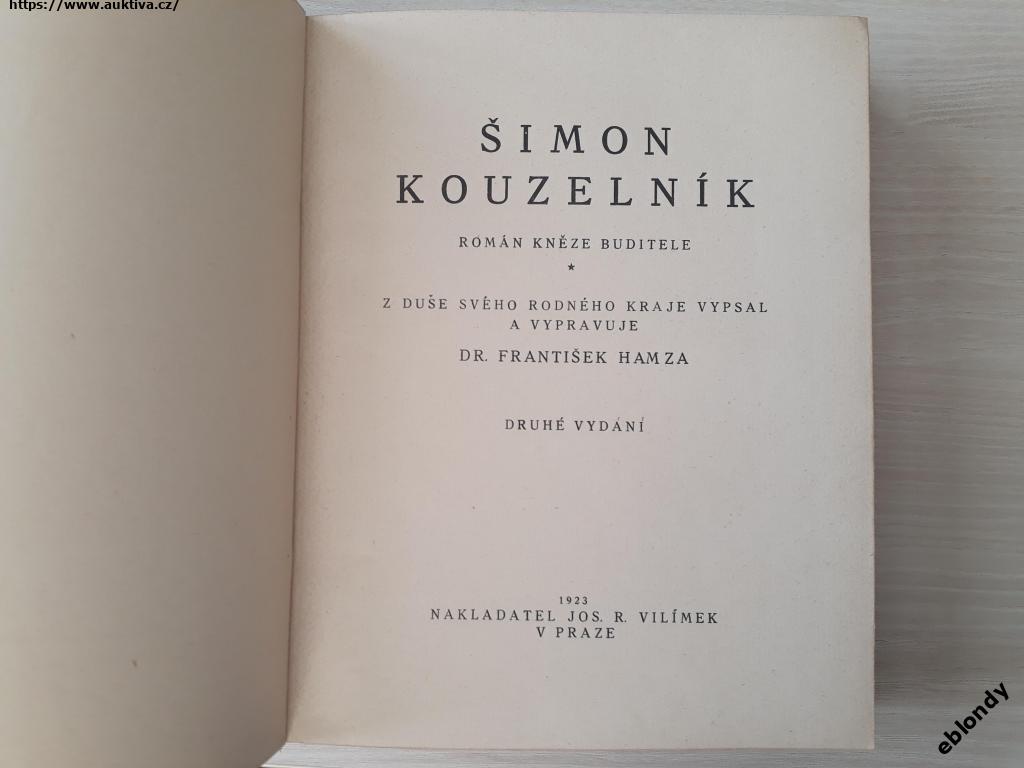 https://www.auktiva.cz/
ŠIMON
KOUZELNÍK
ROMÁN KNĚZE BUDITELE
★
Z DUŠE SVÉHO RODNÉHO KRAJE VYPSAL
A VYPRAVUJE
DR. FRANTIŠEK HAMZA
DRUHÉ VYDÁNÍ
1923
NAKLADATEL JOS. R. VILÍMEK
V PRAZE
eblondy